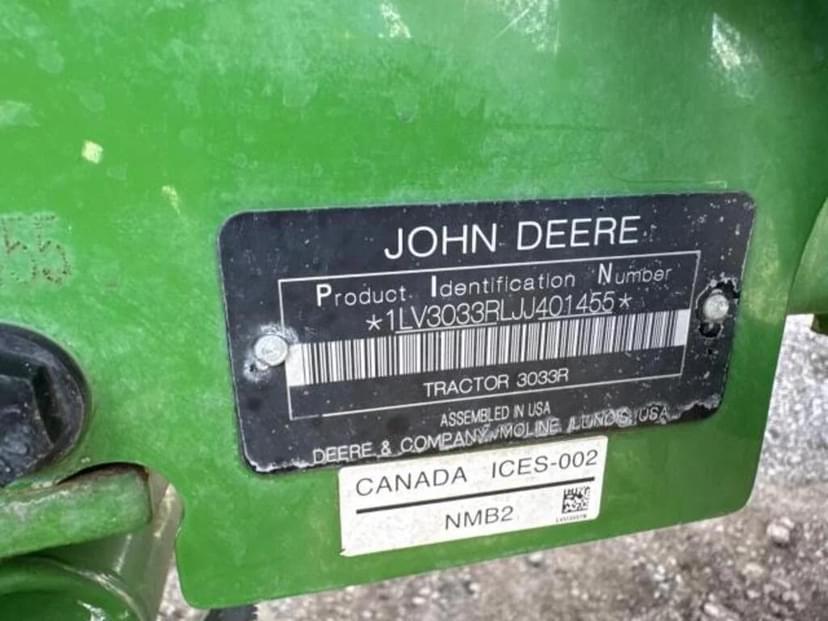 55
JOHN DEERE
Product Identification Number
*1LV3033RLJJ401455*
TRACTOR 3033R
ASSEMBLED IN USA
DEERE & COMPANY, MOLINE, ILLINOIS, USA
CANADA ICES-002
NMB2